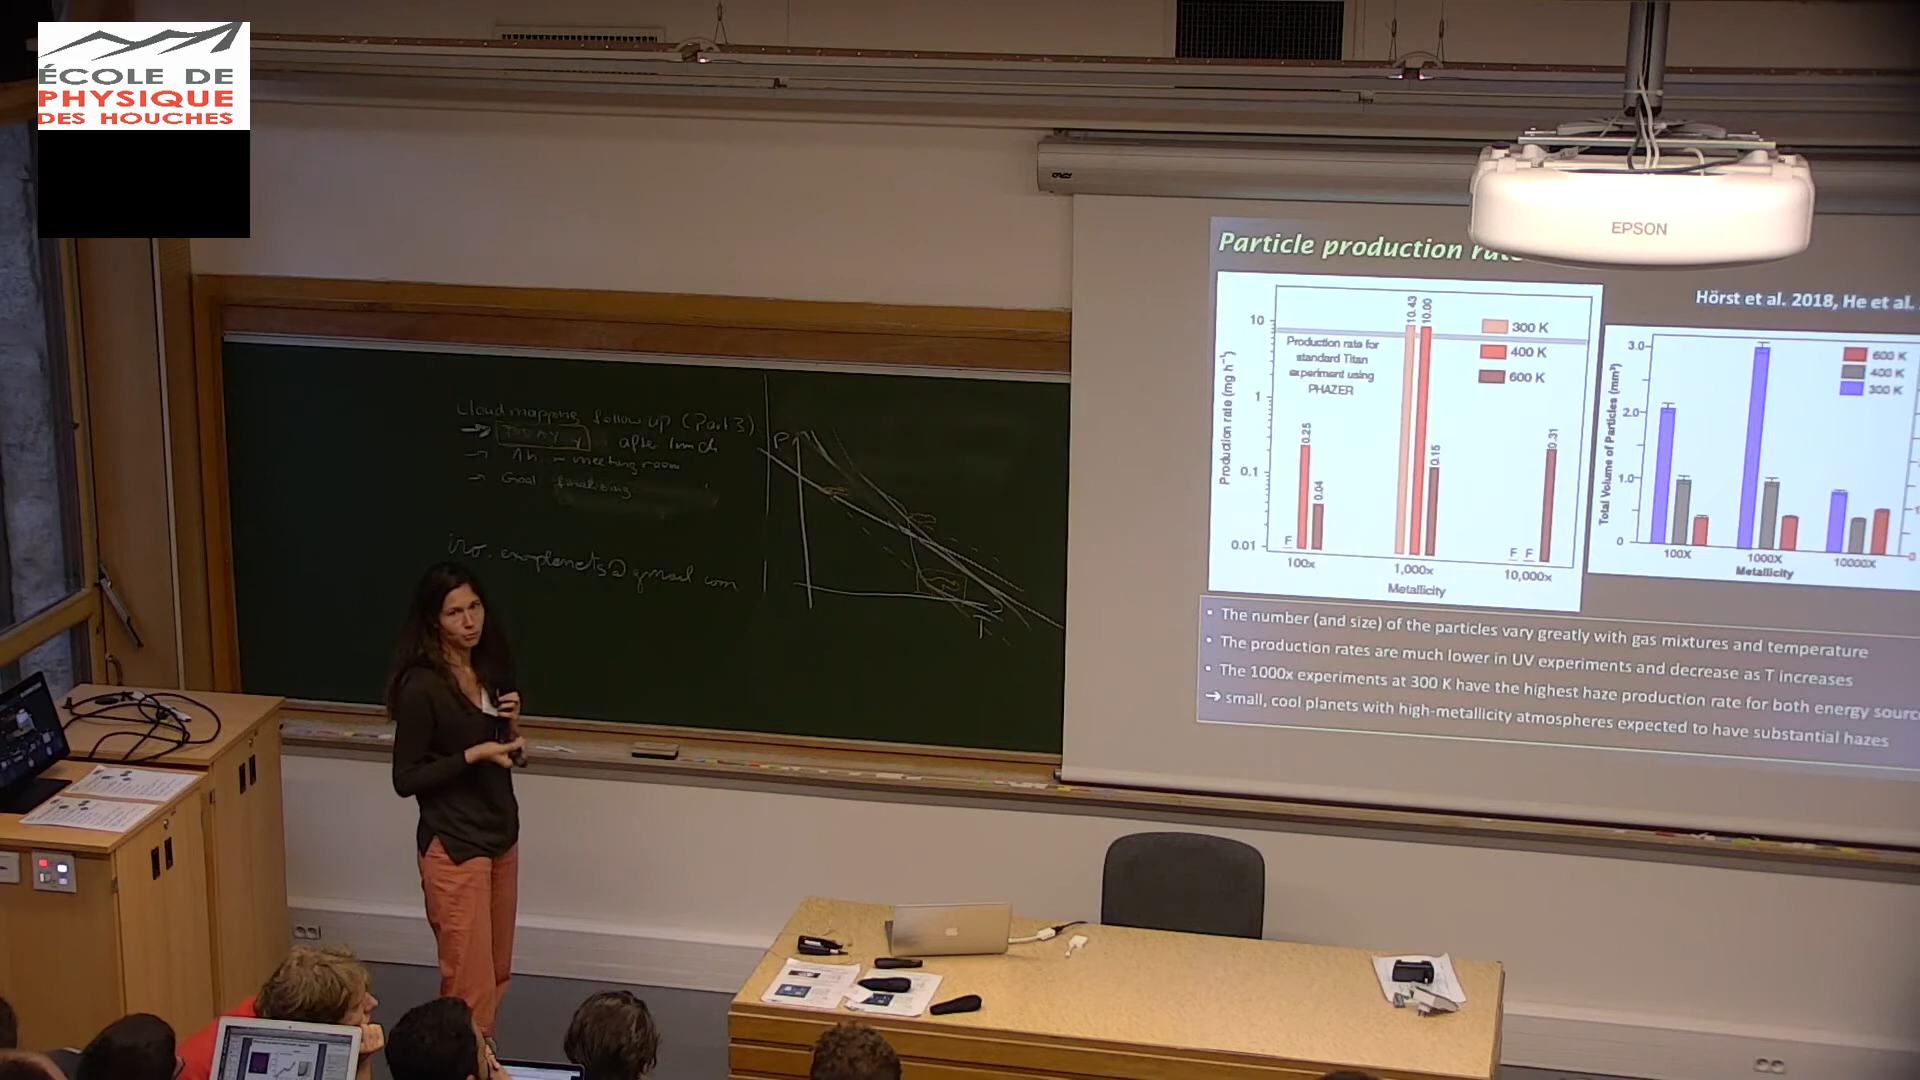 ÉCOLE DE
PHYSIQUE
DES HOUCHES
EPSON
Cloud mapping follow up (Part 3)
→ TODAY after lunch
→ 1h. meeting room
→ Goal finalizing
exoplanets@gmail.com
P
T
Particle production
Hörst et al. 2018, He et al.
Production rate (mg h⁻¹)
10
1
0.1
0.01
Production rate for
standard Titan
experiment using
PHAZER
300 K
400 K
600 K
F
0.25
0.04
10.43
10.00
0.15
F
F
0.31
100x
1,000x
10,000x
Metallicity
Total Volume of Particles (mm³)
3.0
2.0
1.0
0
600 K
400 K
300 K
100X
1000X
10000X
Metallicity
• The number (and size) of the particles vary greatly with gas mixtures and temperature
• The production rates are much lower in UV experiments and decrease as T increases
• The 1000x experiments at 300 K have the highest haze production rate for both energy
➔ small, cool planets with high-metallicity atmospheres expected to have substantial hazes